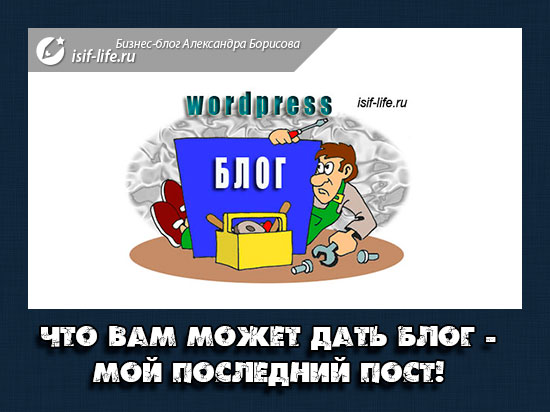 Бизнес-блог Александра Борисова
isif-life.ru
wordpress
isif-life.ru
БЛОГ
ЧТО ВАМ МОЖЕТ ДАТЬ БЛОГ -
МОЙ ПОСЛЕДНИЙ ПОСТ!